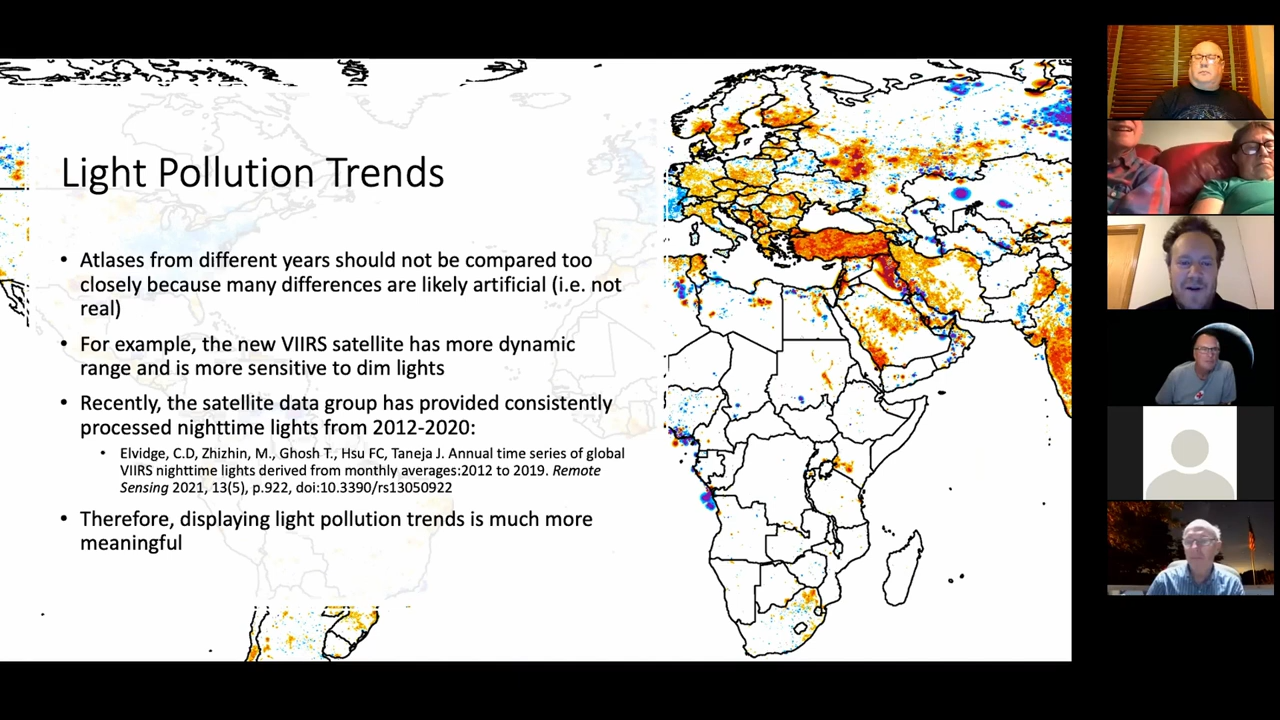 Light Pollution Trends
• Atlases from different years should not be compared too
closely because many differences are likely artificial (i.e. not
real)
• For example, the new VIIRS satellite has more dynamic
range and is more sensitive to dim lights
• Recently, the satellite data group has provided consistently
processed nighttime lights from 2012-2020:
• Elvidge, C.D, Zhizhin, M., Ghosh T., Hsu FC, Taneja J. Annual time series of global
VIIRS nighttime lights derived from monthly averages:2012 to 2019. Remote
Sensing 2021, 13(5), p.922, doi:10.3390/rs13050922
• Therefore, displaying light pollution trends is much more
meaningful